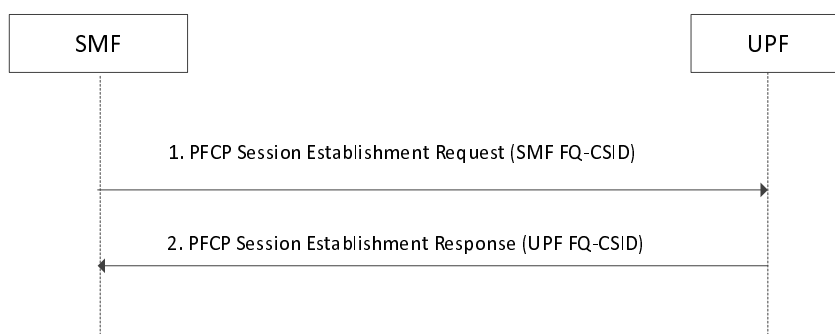 SMF
UPF
1. PFCP Session Establishment Request (SMF FQ-CSID)
2. PFCP Session Establishment Response (UPF FQ-CSID)